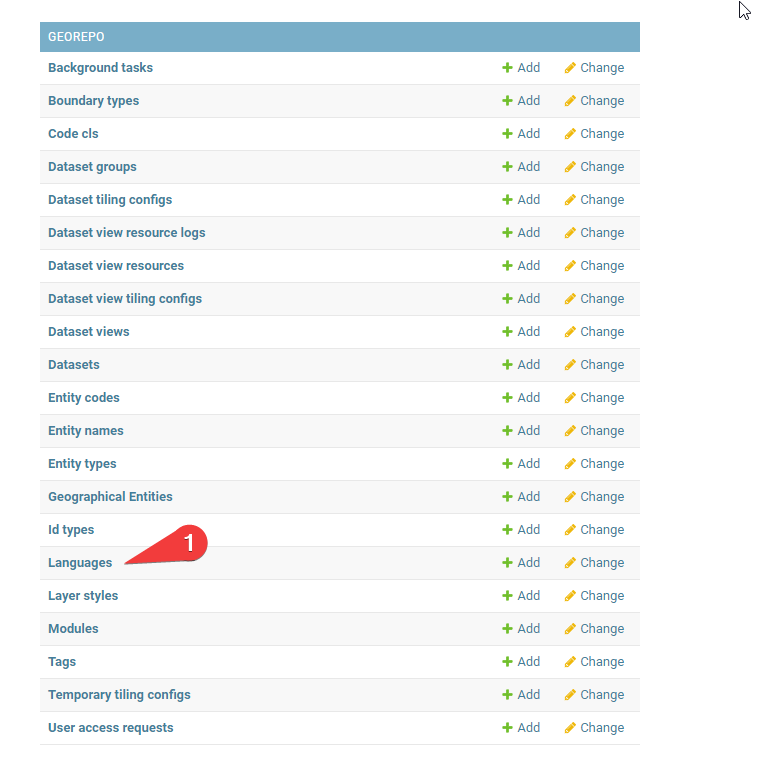 GEOREPO
Background tasks Add Change
Boundary types Add Change
Code cls Add Change
Dataset groups Add Change
Dataset tiling configs Add Change
Dataset view resource logs Add Change
Dataset view resources Add Change
Dataset view tiling configs Add Change
Dataset views Add Change
Datasets Add Change
Entity codes Add Change
Entity names Add Change
Entity types Add Change
Geographical Entities Add Change
Id types Add Change
1
Languages Add Change
Layer styles Add Change
Modules Add Change
Tags Add Change
Temporary tiling configs Add Change
User access requests Add Change